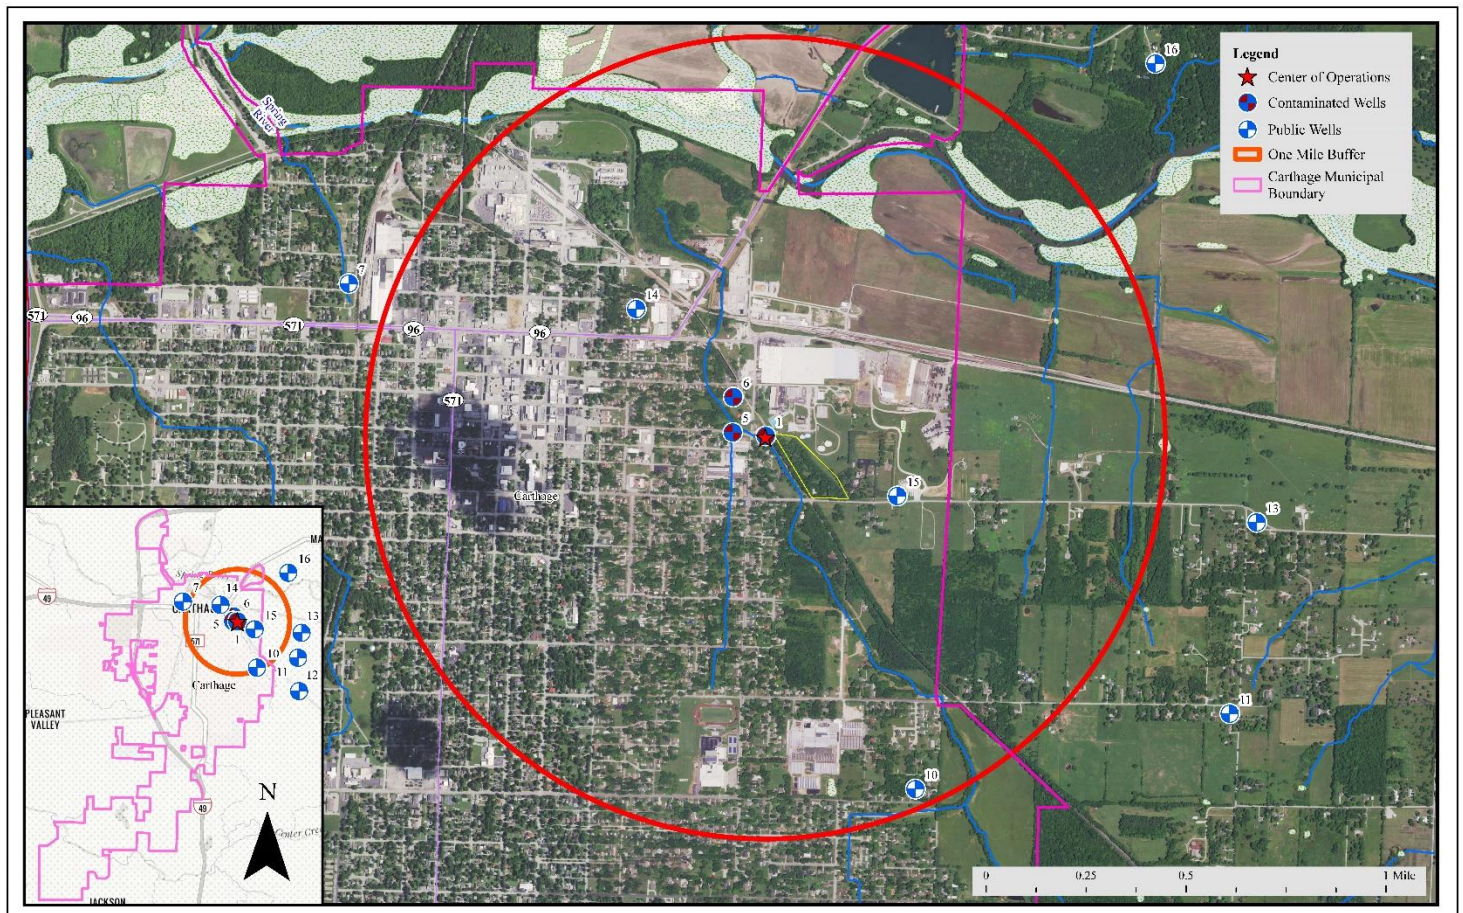 16
Legend
Center of Operations
Contaminated Wells
Public Wells
One Mile Buffer
Carthage Municipal
Boundary
Spring
River
7
14
571
96
571
96
96
6
571
5
1
Carthage
15
13
11
10
16
49
7
14
6
CARTHAG
13
5
15
1
571
10
11
12
Carthage
PLEASANT
VALLEY
N
49
Center Cree
JACKSON
0
0.25
0.5
1 Mile